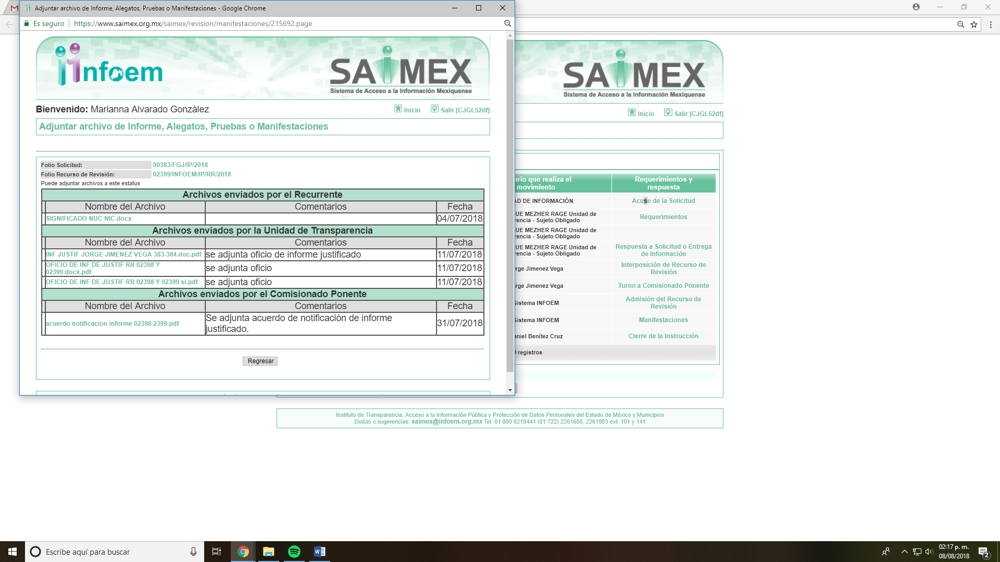 Adjuntar archivo de Informe, Alegatos, Pruebas o Manifestaciones - Google Chrome
Es seguro
https://www.saimex.org.mx/saimex/revision/manifestaciones/215692.page
infoem
SAIMEX
Sistema de Acceso a la Información Mexiquense
Bienvenido: Marianna Alvarado González
Inicio
Salir [CJGL52df]
Adjuntar archivo de Informe, Alegatos, Pruebas o Manifestaciones
Folio Solicitud: 00383/FGJ/IP/2018
Folio Recurso de Revisión: 02399/INFOEM/IP/RR/2018
Puede adjuntar archivos a este estatus
Archivos enviados por el Recurrente
Nombre del Archivo Comentarios Fecha
SIGNIFICADO NUC NIC.docx 04/07/2018
Archivos enviados por la Unidad de Transparencia
Nombre del Archivo Comentarios Fecha
INF JUSTIF JORGE JIMENEZ VEGA 383-384.doc.pdf se adjunta oficio de informe justificado 11/07/2018
OFICIO DE INF DE JUSTIF RR 02398 Y
02399.docx.pdf se adjunta oficio 11/07/2018
OFICIO DE INF DE JUSTIF RR 02398 Y 02399 si.pdf se adjunta oficio 11/07/2018
Archivos enviados por el Comisionado Ponente
Nombre del Archivo Comentarios Fecha
acuerdo notificacion informe 02398 2399.pdf Se adjunta acuerdo de notificación de informe
justificado. 31/07/2018
Regresar
SAIMEX
Sistema de Acceso a la Información Mexiquense
Inicio
Salir [CJGL52df]
ario que realiza el
movimiento
Requerimientos y
respuesta
AD DE INFORMACIÓN
Acuse de la Solicitud
UE MEZHER RAGE Unidad de
rencia - Sujeto Obligado
Requerimientos
UE MEZHER RAGE Unidad de
rencia - Sujeto Obligado
UE MEZHER RAGE Unidad de
rencia - Sujeto Obligado
Respuesta a Solicitud o Entrega
de Información
rge Jimenez Vega
Interposición de Recurso de
Revisión
rge Jimenez Vega
Turno a Comisionado Ponente
Sistema INFOEM
Admisión del Recurso de
Revisión
Sistema INFOEM
Manifestaciones
aniel Benítez Cruz
Cierre de la Instrucción
registros
Instituto de Transparencia, Acceso a la Información Pública y Protección de Datos Personales del Estado de México y Municipios
Dudas o sugerencias: saimex@infoem.org.mx Tel. 01 800 8210441 (01 722) 2261680, 2261983 ext. 101 y 141
Escribe aquí para buscar
02:17 p. m.
08/08/2018
2